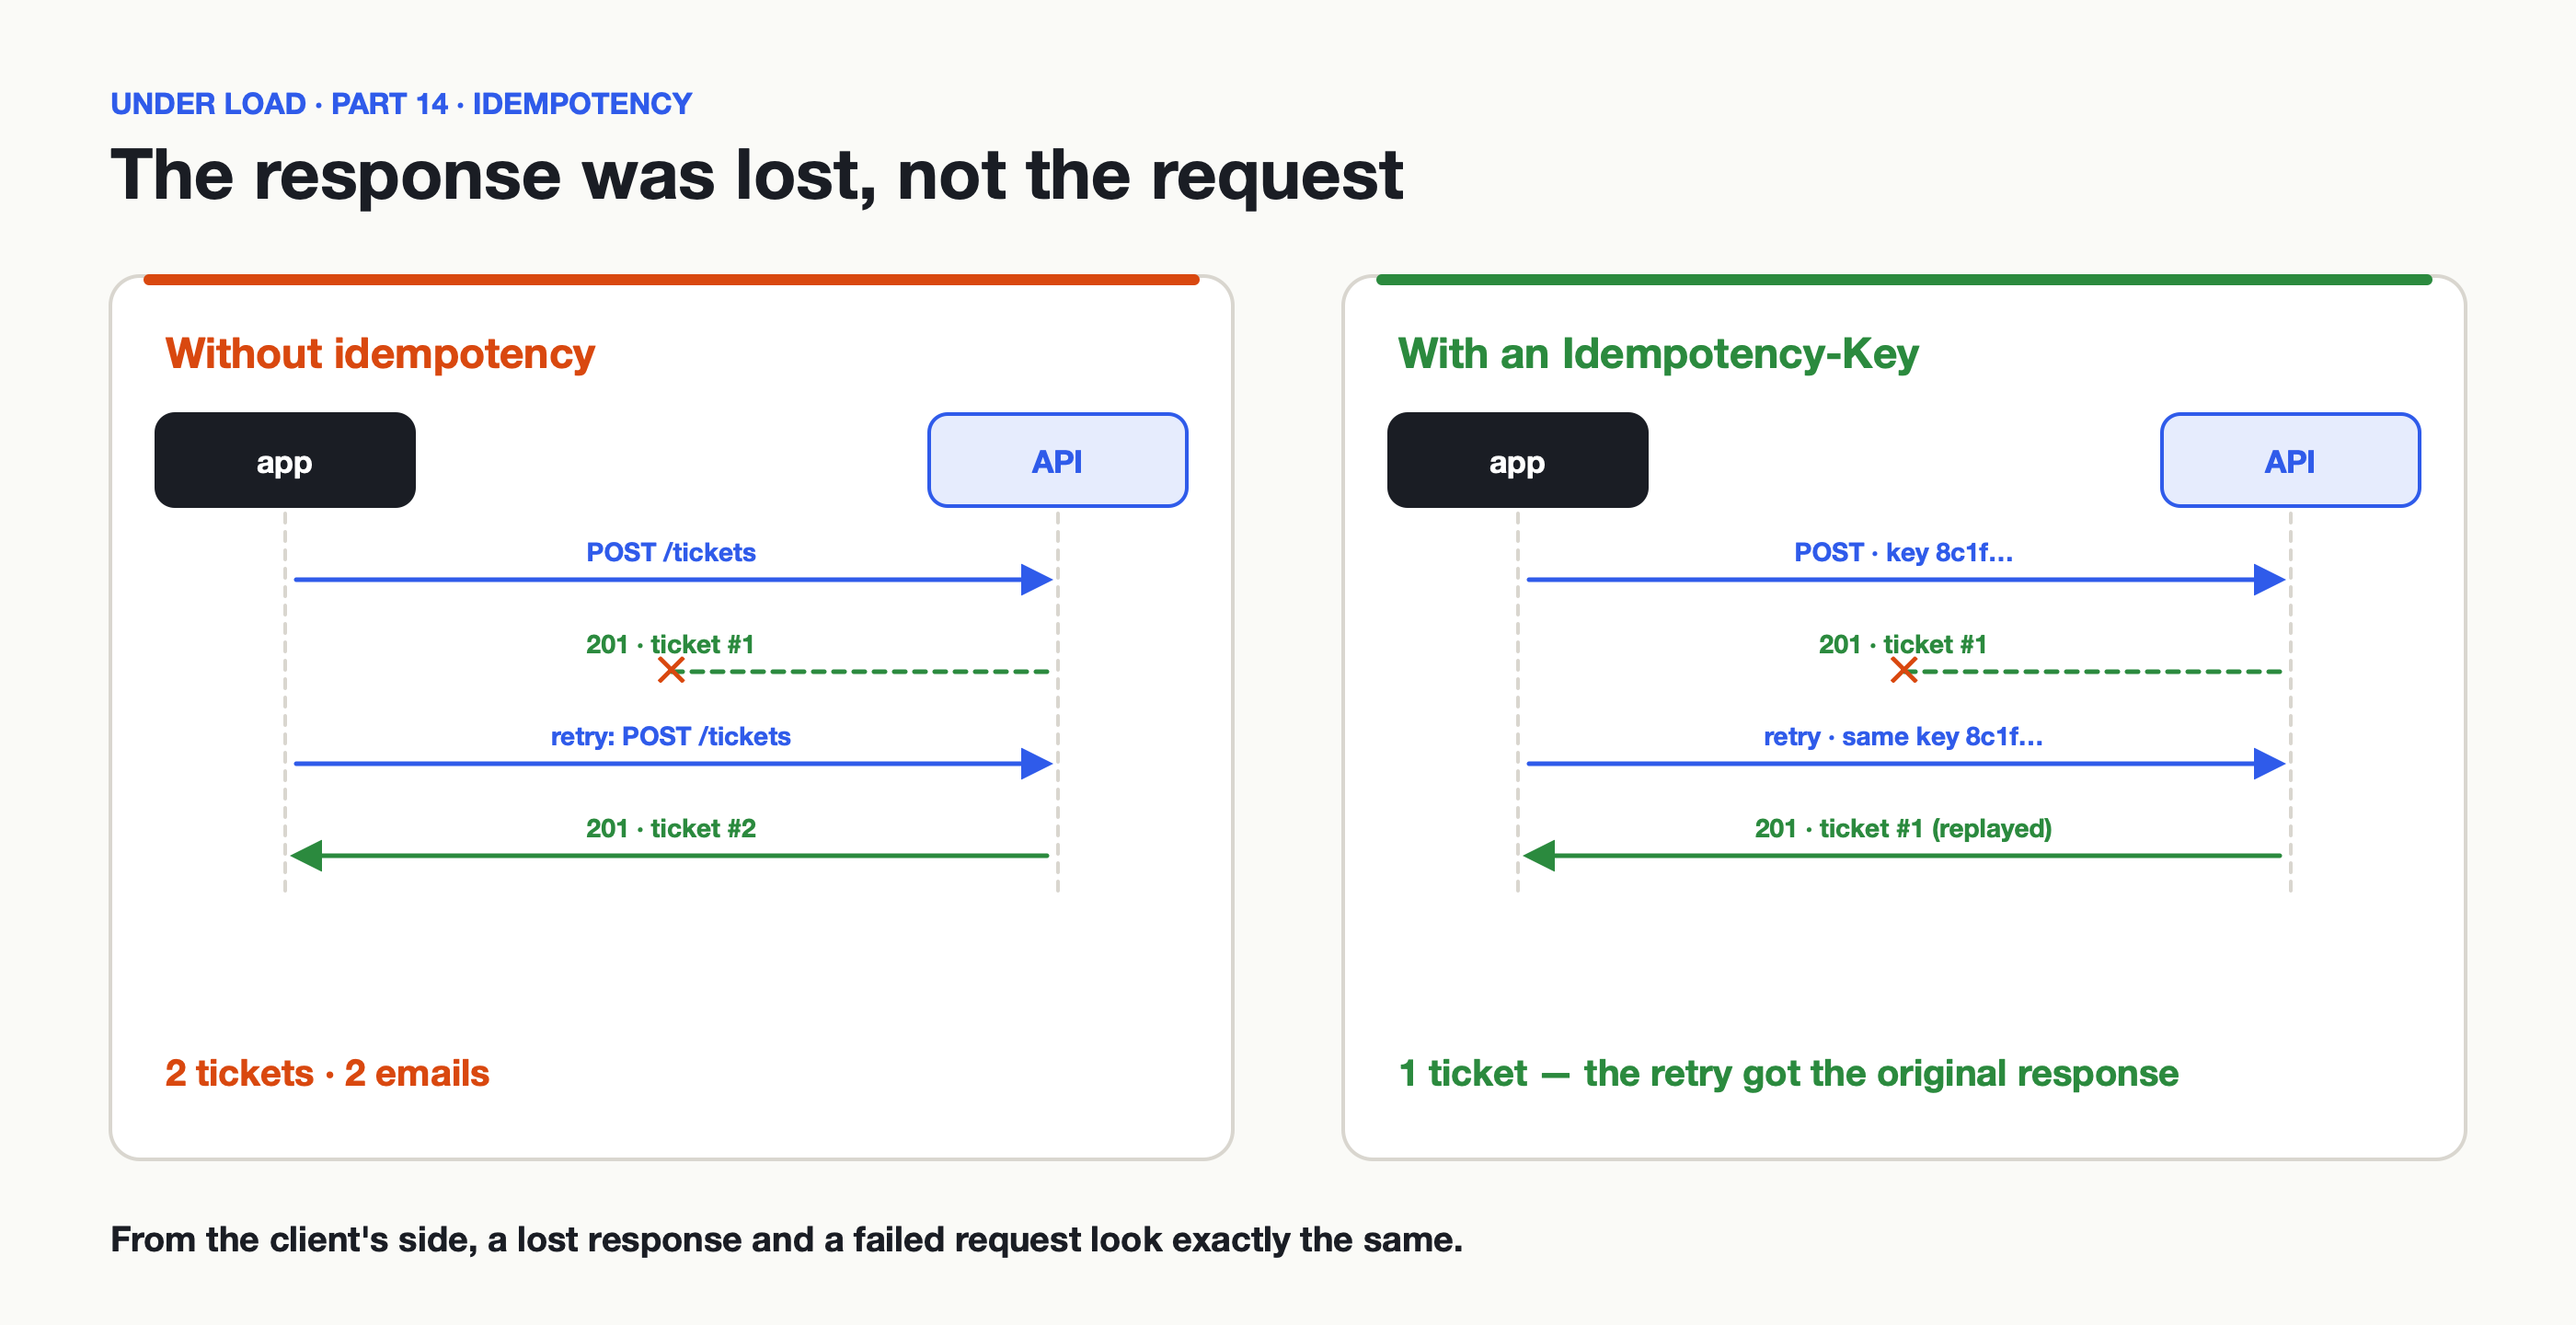 UNDER LOAD · PART 14 · IDEMPOTENCY
The response was lost, not the request
Without idempotency
app
API
POST /tickets
201 · ticket #1
retry: POST /tickets
201 · ticket #2
2 tickets · 2 emails
With an Idempotency-Key
app
API
POST · key 8c1f…
201 · ticket #1
retry · same key 8c1f…
201 · ticket #1 (replayed)
1 ticket — the retry got the original response
From the client's side, a lost response and a failed request look exactly the same.